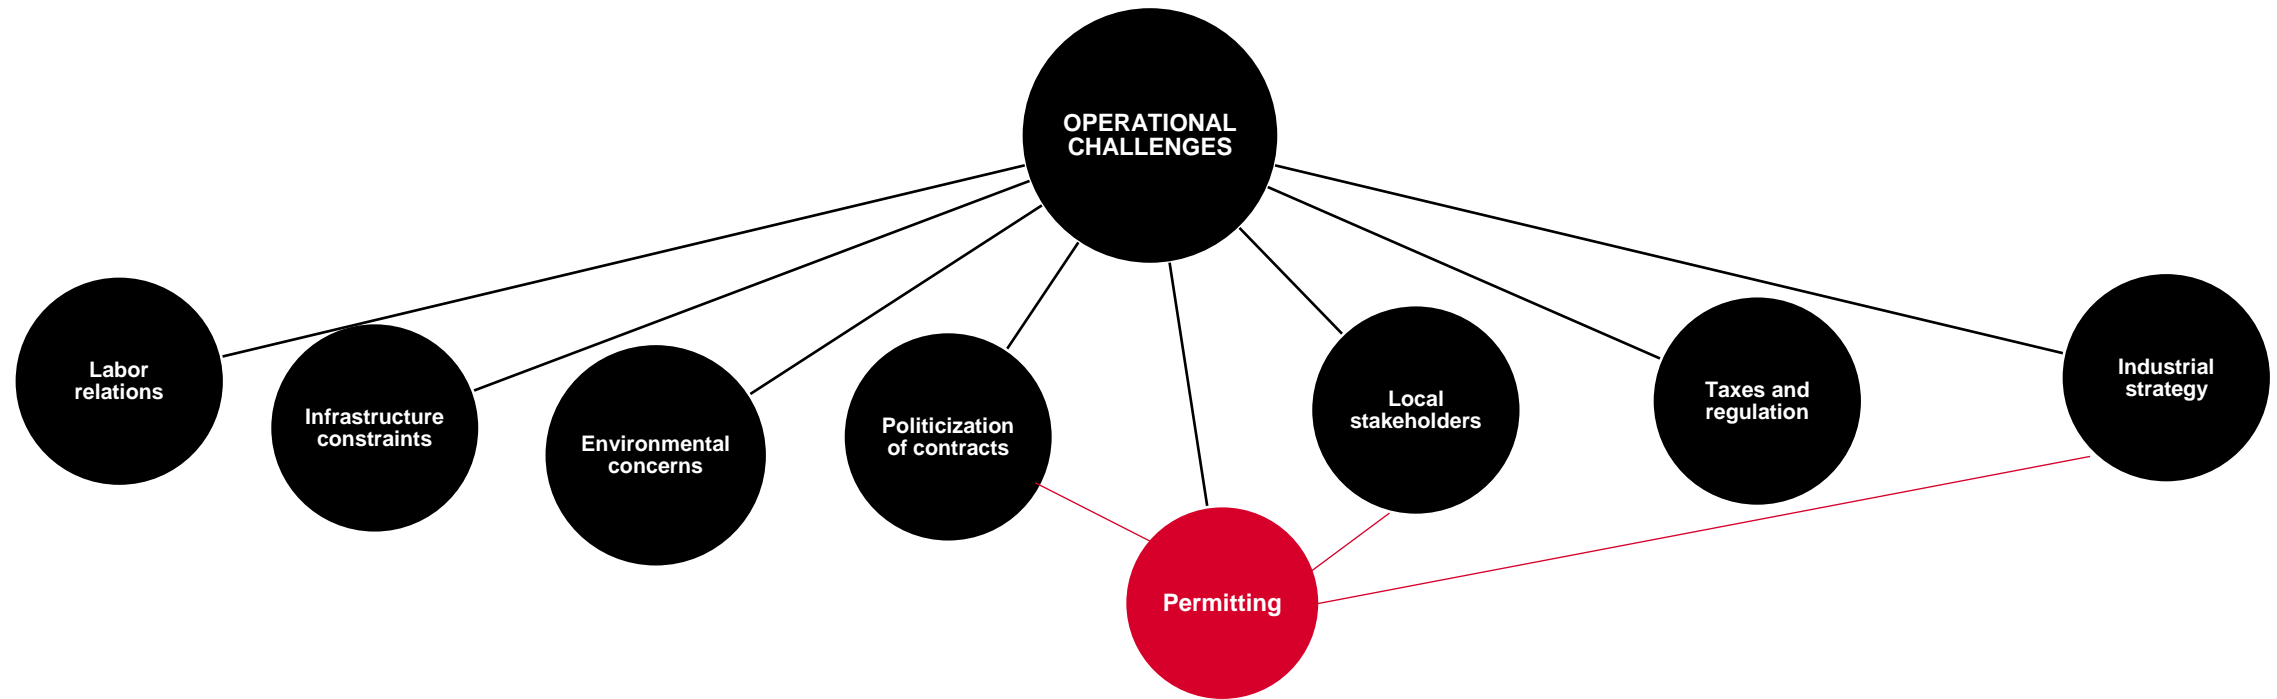 OPERATIONAL
CHALLENGES
Labor
relations
Infrastructure
constraints
Environmental
concerns
Politicization
of contracts
Local
stakeholders
Taxes and
regulation
Industrial
strategy
Permitting